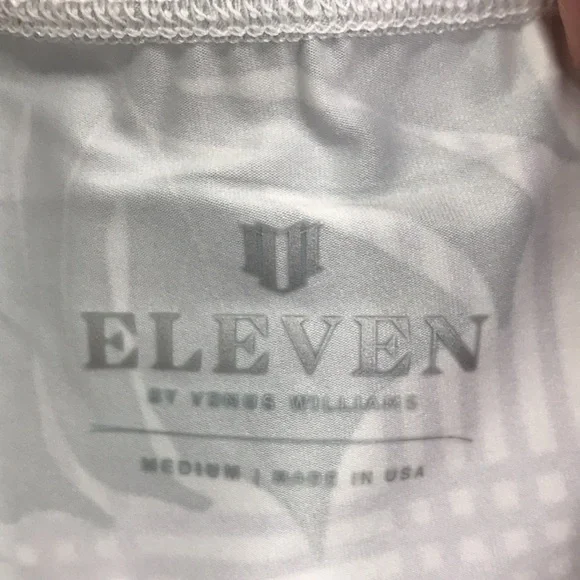 ELEVEN
BY VENUS WILLIAMS
MEDIUM | MADE IN USA